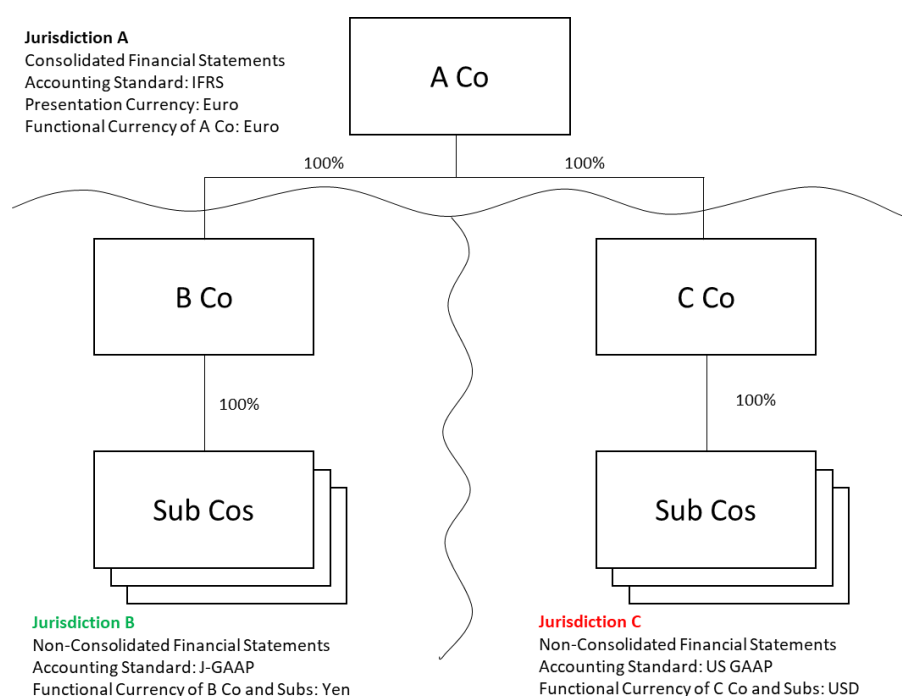 Jurisdiction A
Consolidated Financial Statements
Accounting Standard: IFRS
Presentation Currency: Euro
Functional Currency of A Co: Euro
A Co
100%
100%
B Co
C Co
100%
100%
Sub Cos
Sub Cos
Jurisdiction B
Non-Consolidated Financial Statements
Accounting Standard: J-GAAP
Functional Currency of B Co and Subs: Yen
Jurisdiction C
Non-Consolidated Financial Statements
Accounting Standard: US GAAP
Functional Currency of C Co and Subs: USD